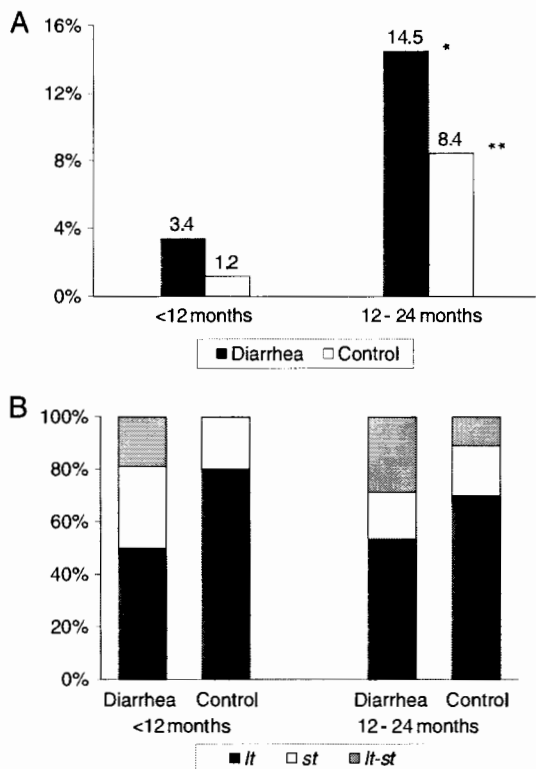 A
16%
14.5 *
12%
8.4 **
8%
4%
3.4
1.2
0%
<12 months 12 - 24 months
Diarrhea Control
B
100%
80%
60%
40%
20%
0%
Diarrhea Control Diarrhea Control
<12 months 12 - 24 months
lt st lt-st